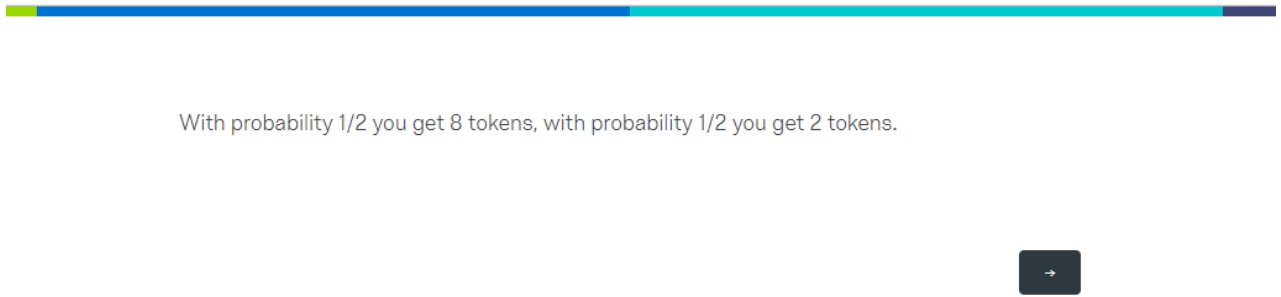 With probability 1/2 you get 8 tokens, with probability 1/2 you get 2 tokens.
→